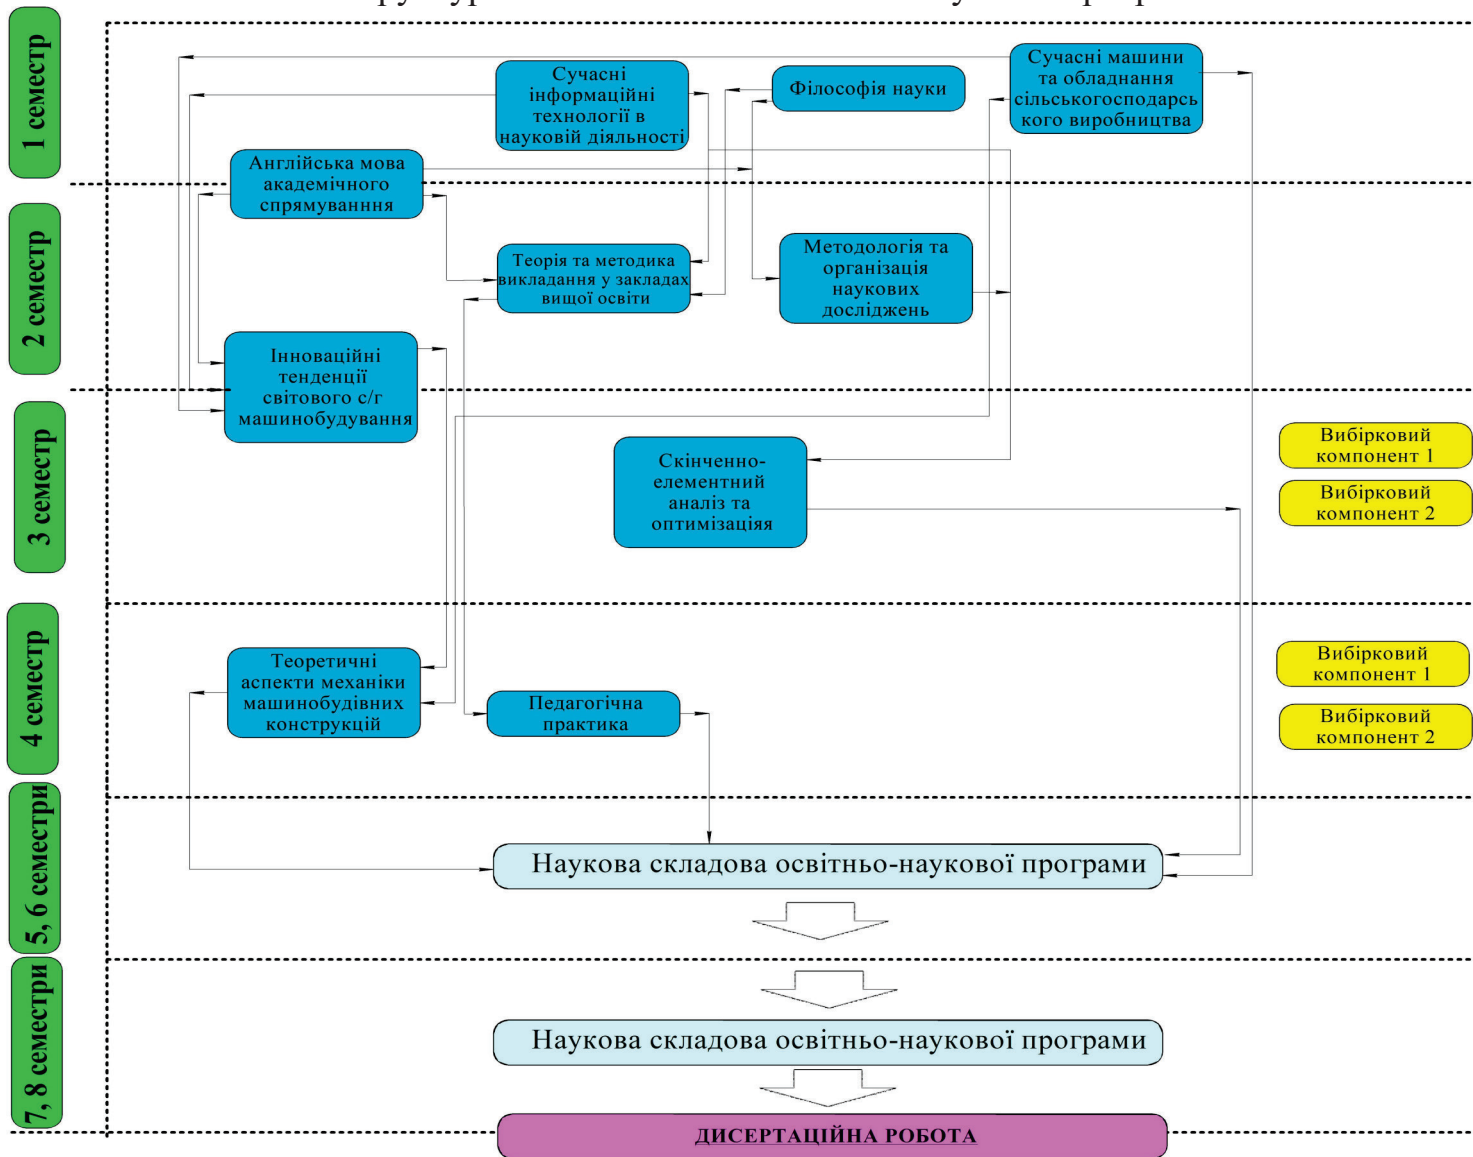 1 семестр
Сучасні
інформаційні
технології в
науковій діяльності
Філософія науки
Сучасні машини
та обладнання
сільськогосподарсь
кого виробництва
Англійська мова
академічного
спрямуванння
2 семестр
Теорія та методика
викладання у закладах
вищої освіти
Методологія та
організація
наукових
досліджень
Інноваційні
тенденції
світового с/г
машинобудування
3 семестр
Скінченно-
елементний
аналіз та
оптимізаціяя
Вибірковий
компонент 1
Вибірковий
компонент 2
4 семестр
Теоретичні
аспекти механіки
машинобудівних
конструкцій
Педагогічна
практика
Вибірковий
компонент 1
Вибірковий
компонент 2
5, 6 семестри
Наукова складова освітньо-наукової програми
7, 8 семестри
Наукова складова освітньо-наукової програми
ДИСЕРТАЦІЙНА РОБОТА